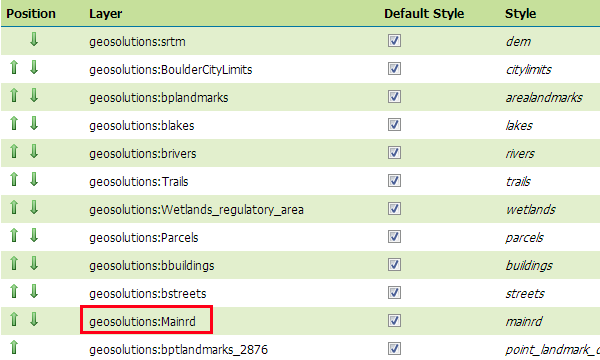 Position Layer Default Style Style
geosolutions:srtm dem
geosolutions:BoulderCityLimits citylimits
geosolutions:bplandmarks arealandmarks
geosolutions:blakes lakes
geosolutions:brivers rivers
geosolutions:Trails trails
geosolutions:Wetlands_regulatory_area wetlands
geosolutions:Parcels parcels
geosolutions:bbuildings buildings
geosolutions:bstreets streets
geosolutions:Mainrd mainrd
geosolutions:bptlandmarks_2876